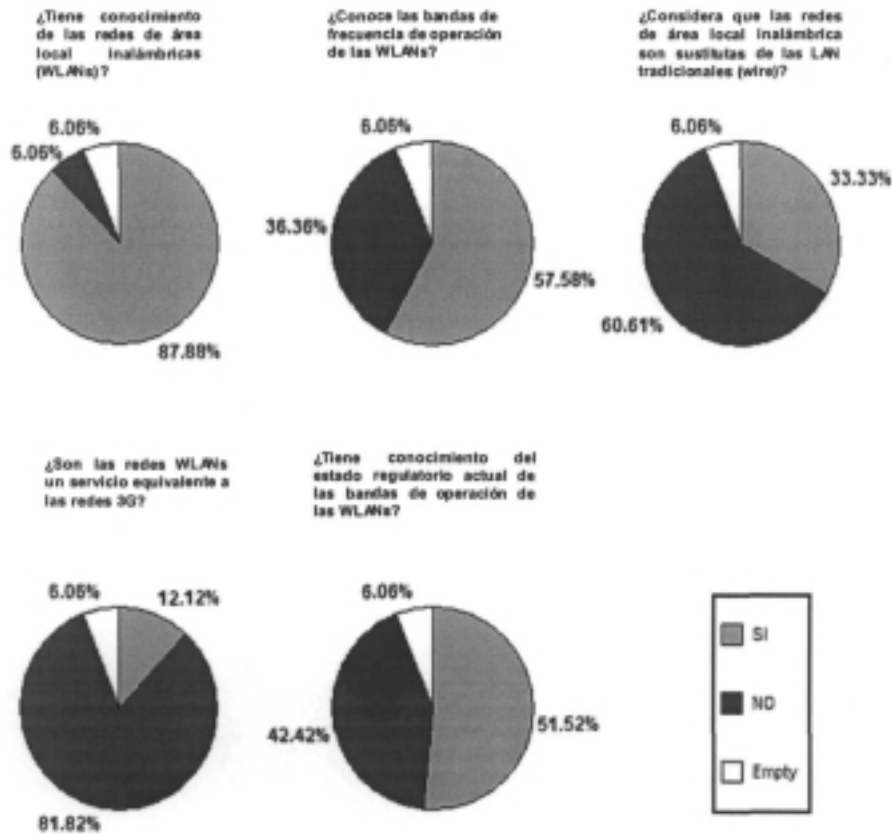 ¿Tiene conocimiento
de las redes de área
local inalámbricas
(WLANs)?
6.06%
6.06%
87.88%
¿Conoce las bandas de
frecuencia de operación
de las WLANs?
6.06%
36.36%
57.58%
¿Considera que las redes
de área local inalámbrica
son sustitutas de las LAN
tradicionales (wire)?
6.06%
33.33%
60.61%
¿Son las redes WLANs
un servicio equivalente a
las redes 3G?
6.06%
12.12%
81.82%
¿Tiene conocimiento del
estado regulatorio actual de
las bandas de operación de
las WLANs?
6.06%
42.42%
51.52%
SI
NO
Empty